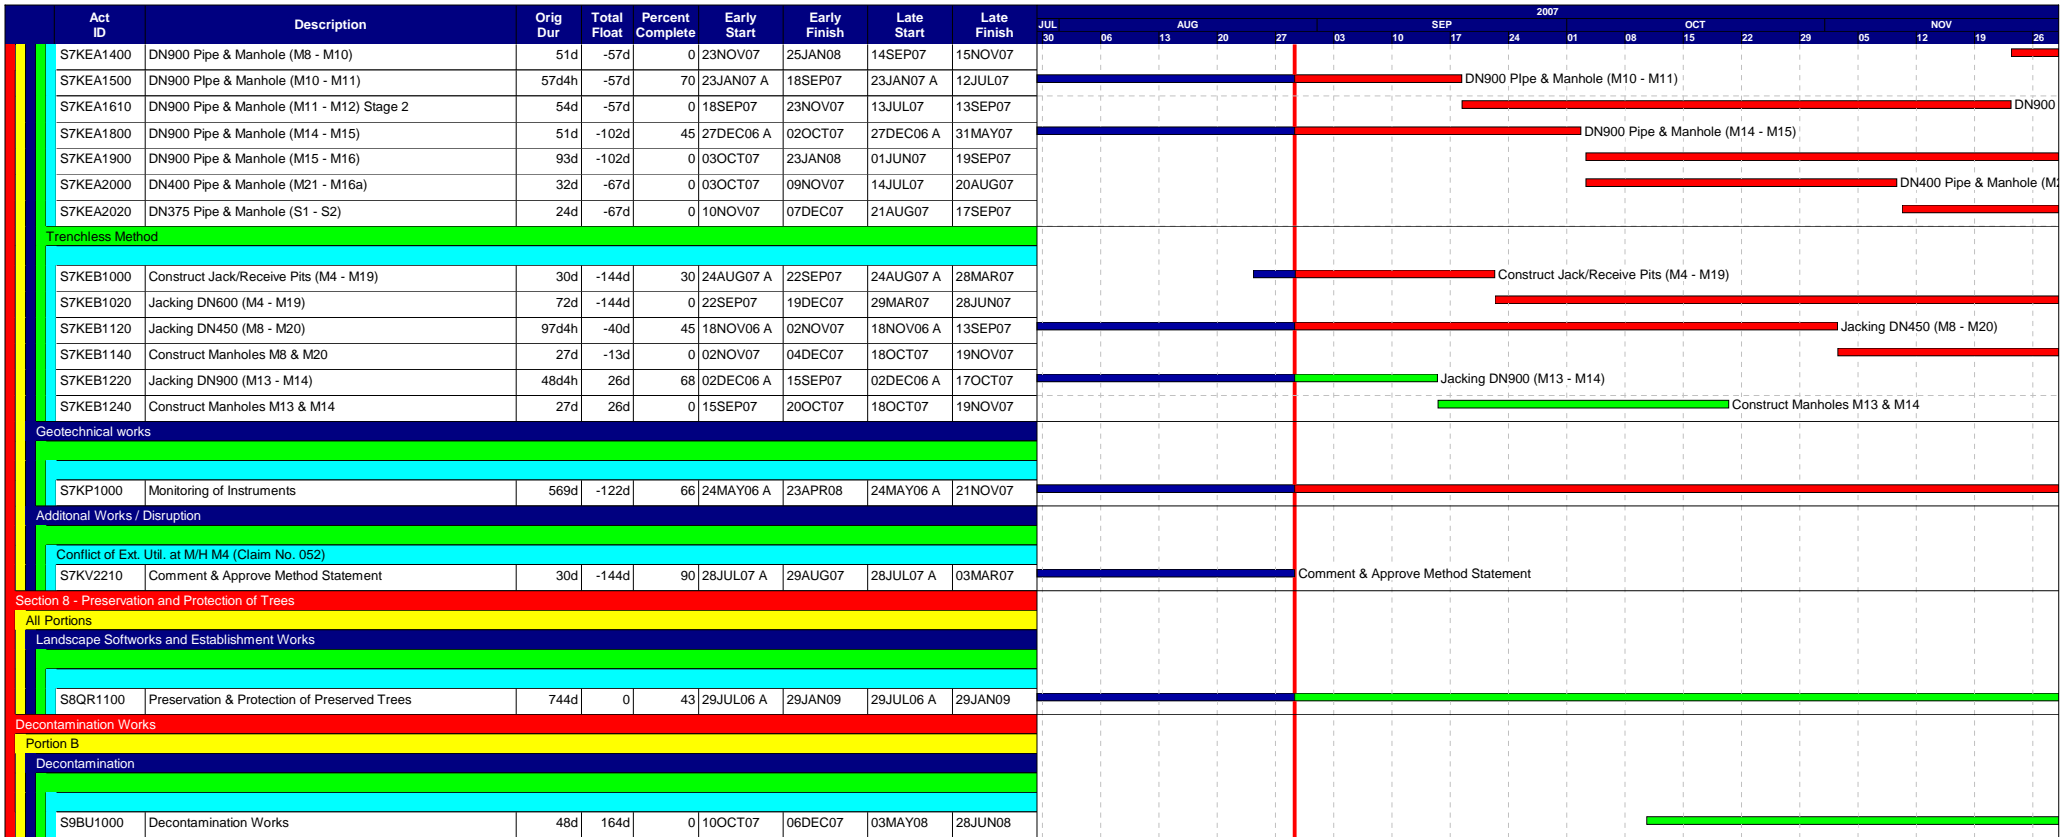 Act ID Description Orig Dur Total Float Percent Complete Early Start Early Finish Late Start Late Finish
2007
JUL AUG SEP OCT NOV
30 06 13 20 27 03 10 17 24 01 08 15 22 29 05 12 19 26
S7KEA1400 DN900 Pipe & Manhole (M8 - M10) 51d -57d 0 23NOV07 25JAN08 14SEP07 15NOV07
S7KEA1500 DN900 Pipe & Manhole (M10 - M11) 57d4h -57d 70 23JAN07 A 18SEP07 23JAN07 A 12JUL07 DN900 PIpe & Manhole (M10 - M11)
S7KEA1610 DN900 Pipe & Manhole (M11 - M12) Stage 2 54d -57d 0 18SEP07 23NOV07 13JUL07 13SEP07 DN900
S7KEA1800 DN900 Pipe & Manhole (M14 - M15) 51d -102d 45 27DEC06 A 02OCT07 27DEC06 A 31MAY07 DN900 Pipe & Manhole (M14 - M15)
S7KEA1900 DN900 Pipe & Manhole (M15 - M16) 93d -102d 0 03OCT07 23JAN08 01JUN07 19SEP07
S7KEA2000 DN400 Pipe & Manhole (M21 - M16a) 32d -67d 0 03OCT07 09NOV07 14JUL07 20AUG07 DN400 Pipe & Manhole (M2
S7KEA2020 DN375 Pipe & Manhole (S1 - S2) 24d -67d 0 10NOV07 07DEC07 21AUG07 17SEP07
Trenchless Method
S7KEB1000 Construct Jack/Receive Pits (M4 - M19) 30d -144d 30 24AUG07 A 22SEP07 24AUG07 A 28MAR07 Construct Jack/Receive Pits (M4 - M19)
S7KEB1020 Jacking DN600 (M4 - M19) 72d -144d 0 22SEP07 19DEC07 29MAR07 28JUN07
S7KEB1120 Jacking DN450 (M8 - M20) 97d4h -40d 45 18NOV06 A 02NOV07 18NOV06 A 13SEP07 Jacking DN450 (M8 - M20)
S7KEB1140 Construct Manholes M8 & M20 27d -13d 0 02NOV07 04DEC07 18OCT07 19NOV07
S7KEB1220 Jacking DN900 (M13 - M14) 48d4h 26d 68 02DEC06 A 15SEP07 02DEC06 A 17OCT07 Jacking DN900 (M13 - M14)
S7KEB1240 Construct Manholes M13 & M14 27d 26d 0 15SEP07 20OCT07 18OCT07 19NOV07 Construct Manholes M13 & M14
Geotechnical works
S7KP1000 Monitoring of Instruments 569d -122d 66 24MAY06 A 23APR08 24MAY06 A 21NOV07
Additonal Works / Disruption
Conflict of Ext. Util. at M/H M4 (Claim No. 052)
S7KV2210 Comment & Approve Method Statement 30d -144d 90 28JUL07 A 29AUG07 28JUL07 A 03MAR07 Comment & Approve Method Statement
Section 8 - Preservation and Protection of Trees
All Portions
Landscape Softworks and Establishment Works
S8QR1100 Preservation & Protection of Preserved Trees 744d 0 43 29JUL06 A 29JAN09 29JUL06 A 29JAN09
Decontamination Works
Portion B
Decontamination
S9BU1000 Decontamination Works 48d 164d 0 10OCT07 06DEC07 03MAY08 28JUN08